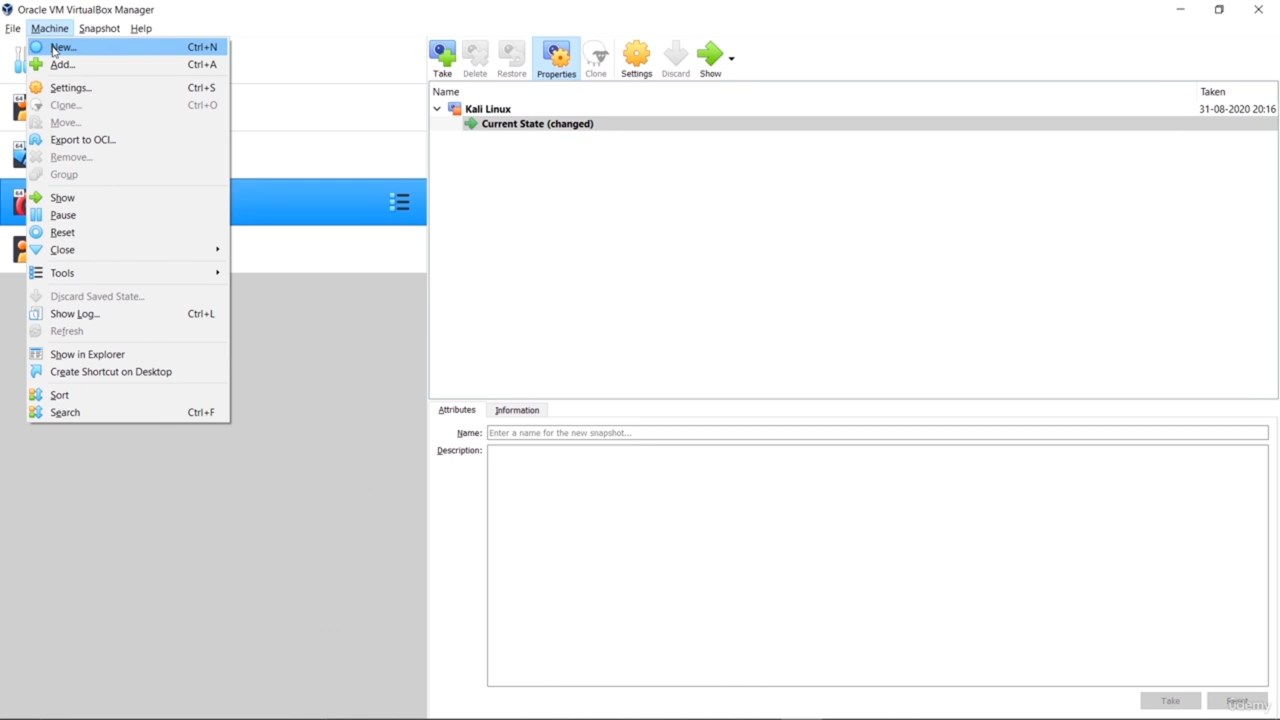 Oracle VM VirtualBox Manager
File Machine Snapshot Help
New... Ctrl+N
Add... Ctrl+A
Settings... Ctrl+S
Clone... Ctrl+O
Move...
Export to OCI...
Remove...
Group
Show
Pause
Reset
Close
Tools
Discard Saved State...
Show Log... Ctrl+L
Refresh
Show in Explorer
Create Shortcut on Desktop
Sort
Search Ctrl+F
64
64
Take Delete Restore Properties Clone Settings Discard Show
Name Taken
Kali Linux 31-08-2020 20:16
Current State (changed)
Attributes Information
Name: Enter a name for the new snapshot...
Description:
Take
udemy